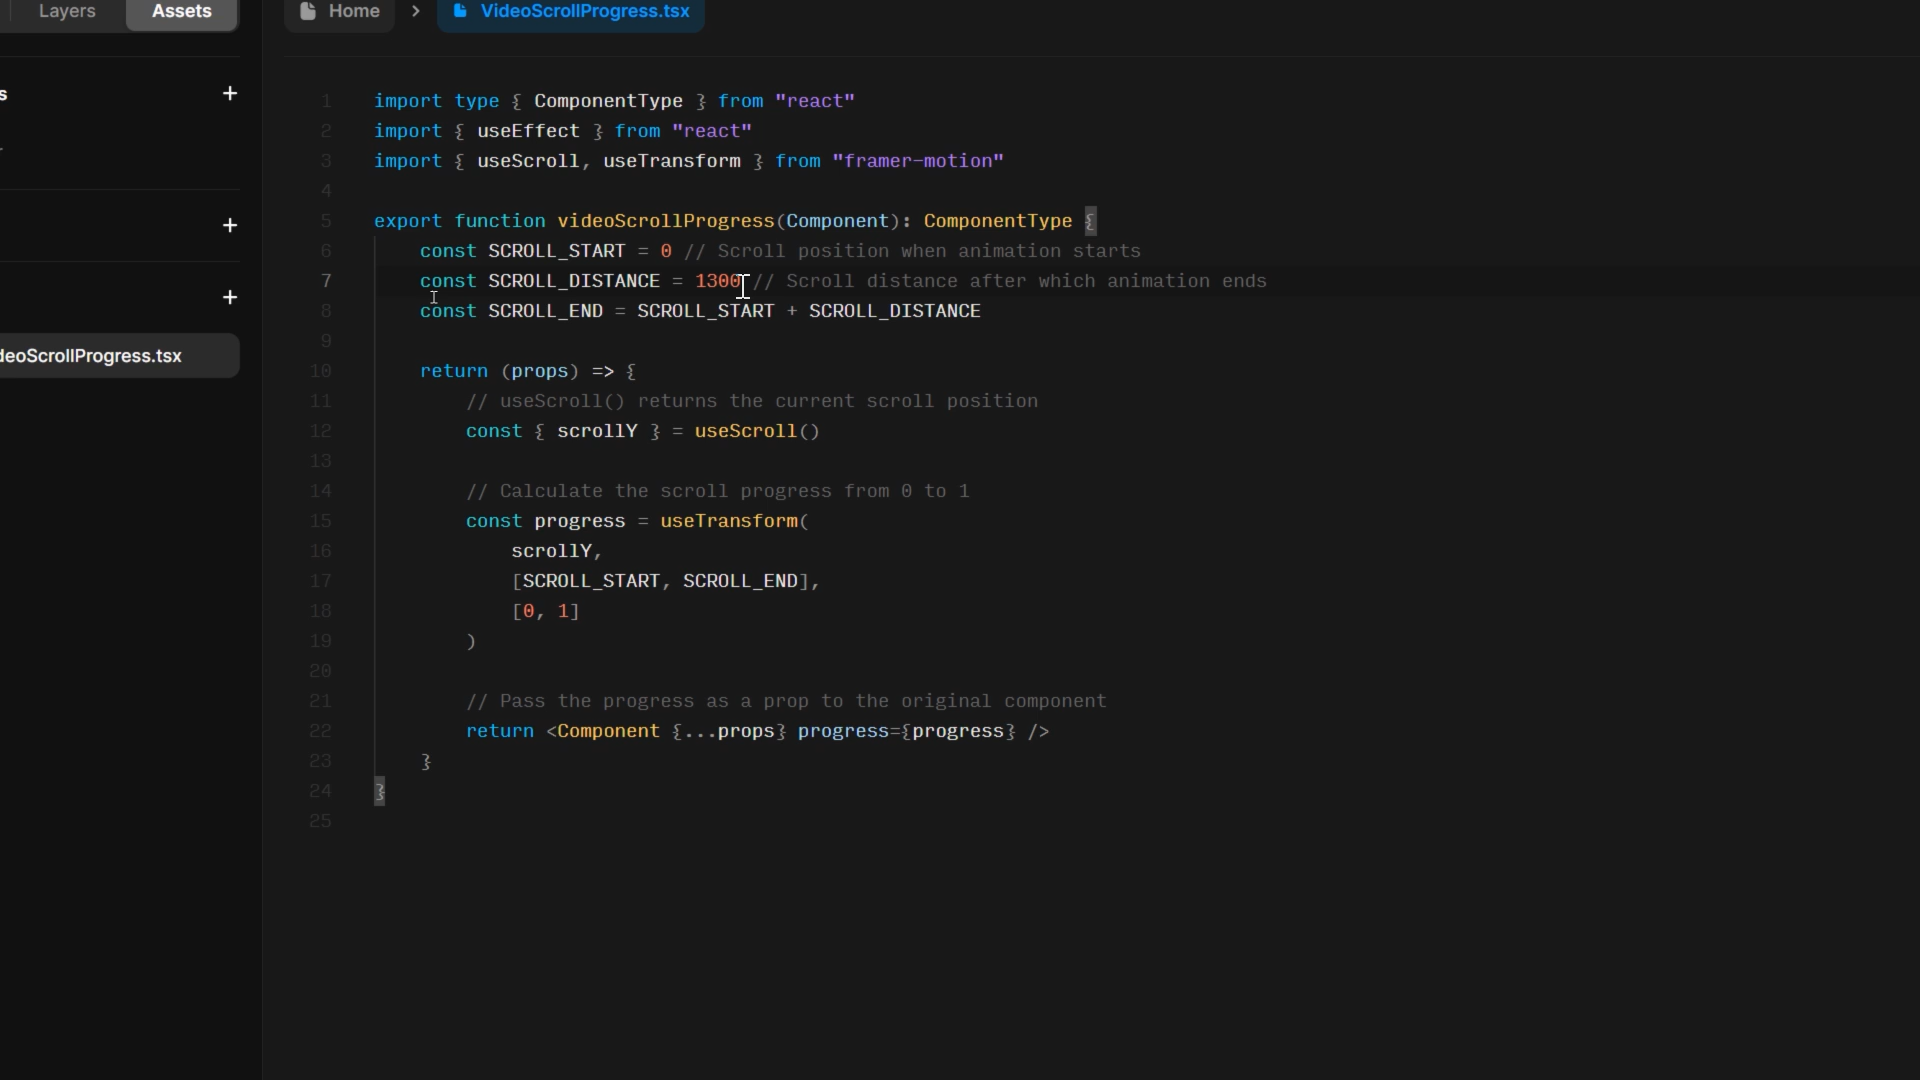 Layers
Assets
Home
VideoScrollProgress.tsx
s
deoScrollProgress.tsx
1 import type { ComponentType } from "react"
2 import { useEffect } from "react"
3 import { useScroll, useTransform } from "framer-motion"
4
5 export function videoScrollProgress(Component): ComponentType {
6 const SCROLL_START = 0 // Scroll position when animation starts
7 const SCROLL_DISTANCE = 1300 // Scroll distance after which animation ends
8 const SCROLL_END = SCROLL_START + SCROLL_DISTANCE
9
10 return (props) => {
11 // useScroll() returns the current scroll position
12 const { scrollY } = useScroll()
13
14 // Calculate the scroll progress from 0 to 1
15 const progress = useTransform(
16 scrollY,
17 [SCROLL_START, SCROLL_END],
18 [0, 1]
19 )
20
21 // Pass the progress as a prop to the original component
22 return <Component {...props} progress={progress} />
23 }
24 }
25